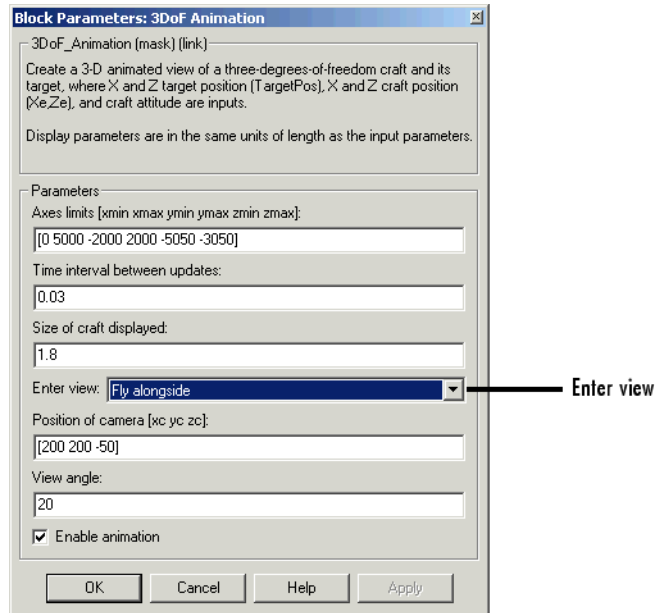 Block Parameters: 3DoF Animation
3DoF_Animation (mask) (link)
Create a 3-D animated view of a three-degrees-of-freedom craft and its
target, where X and Z target position (TargetPos), X and Z craft position
(Xe,Ze), and craft attitude are inputs.
Display parameters are in the same units of length as the input parameters.
Parameters
Axes limits [xmin xmax ymin ymax zmin zmax]:
[0 5000 -2000 2000 -5050 -3050]
Time interval between updates:
0.03
Size of craft displayed:
1.8
Enter view: Fly alongside
Enter view
Position of camera [xc yc zc]:
[200 200 -50]
View angle:
20
Enable animation
OK Cancel Help Apply